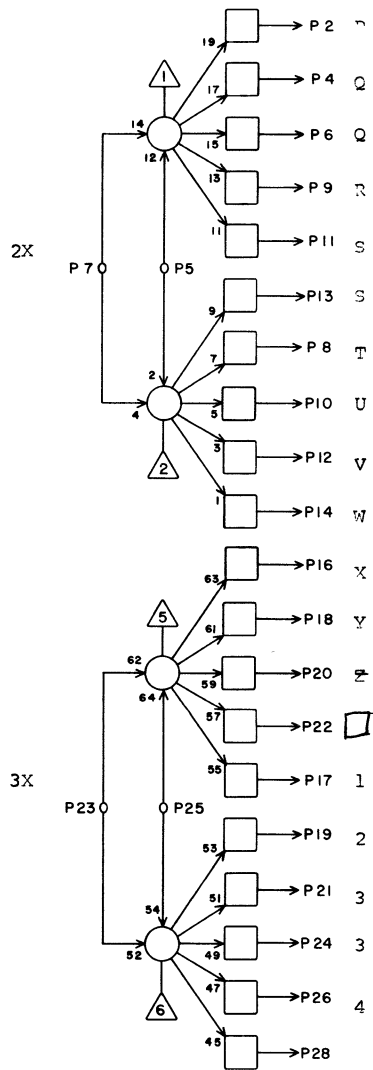 19 P2
1 17 P4 Q
14 15 P6 Q
12 13 P9 R
11 P11 S
2X
P7 P5
9 P13 S
2 7 P8 T
4 5 P10 U
3 P12 V
2 1 P14 W
63 P16 X
5 61 P18 Y
62 59 P20 Z
64 57 P22
55 P17 1
3X
P23 P25
53 P19 2
54 51 P21 3
52 49 P24 3
47 P26 4
6 45 P28